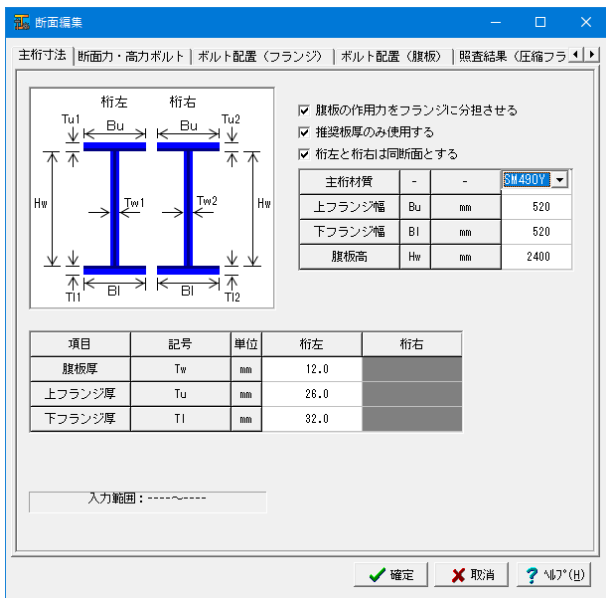 断面編集
主桁寸法 断面力・高力ボルト ボルト配置（フランジ） ボルト配置（腹板） 照査結果（圧縮フラ
桁左 桁右
Tu1 Bu Bu Tu2
Hw Tw1 Tw2 Hw
Tl1 Bl Bl Tl2
腹板の作用力をフランジに分担させる
推奨板厚のみ使用する
桁左と桁右は同断面とする
主桁材質 - - SM490Y
上フランジ幅 Bu mm 520
下フランジ幅 Bl mm 520
腹板高 Hw mm 2400
項目 記号 単位 桁左 桁右
腹板厚 Tw mm 12.0
上フランジ厚 Tu mm 26.0
下フランジ厚 Tl mm 32.0
入力範囲：----～----
確定 取消 ヘルプ(H)